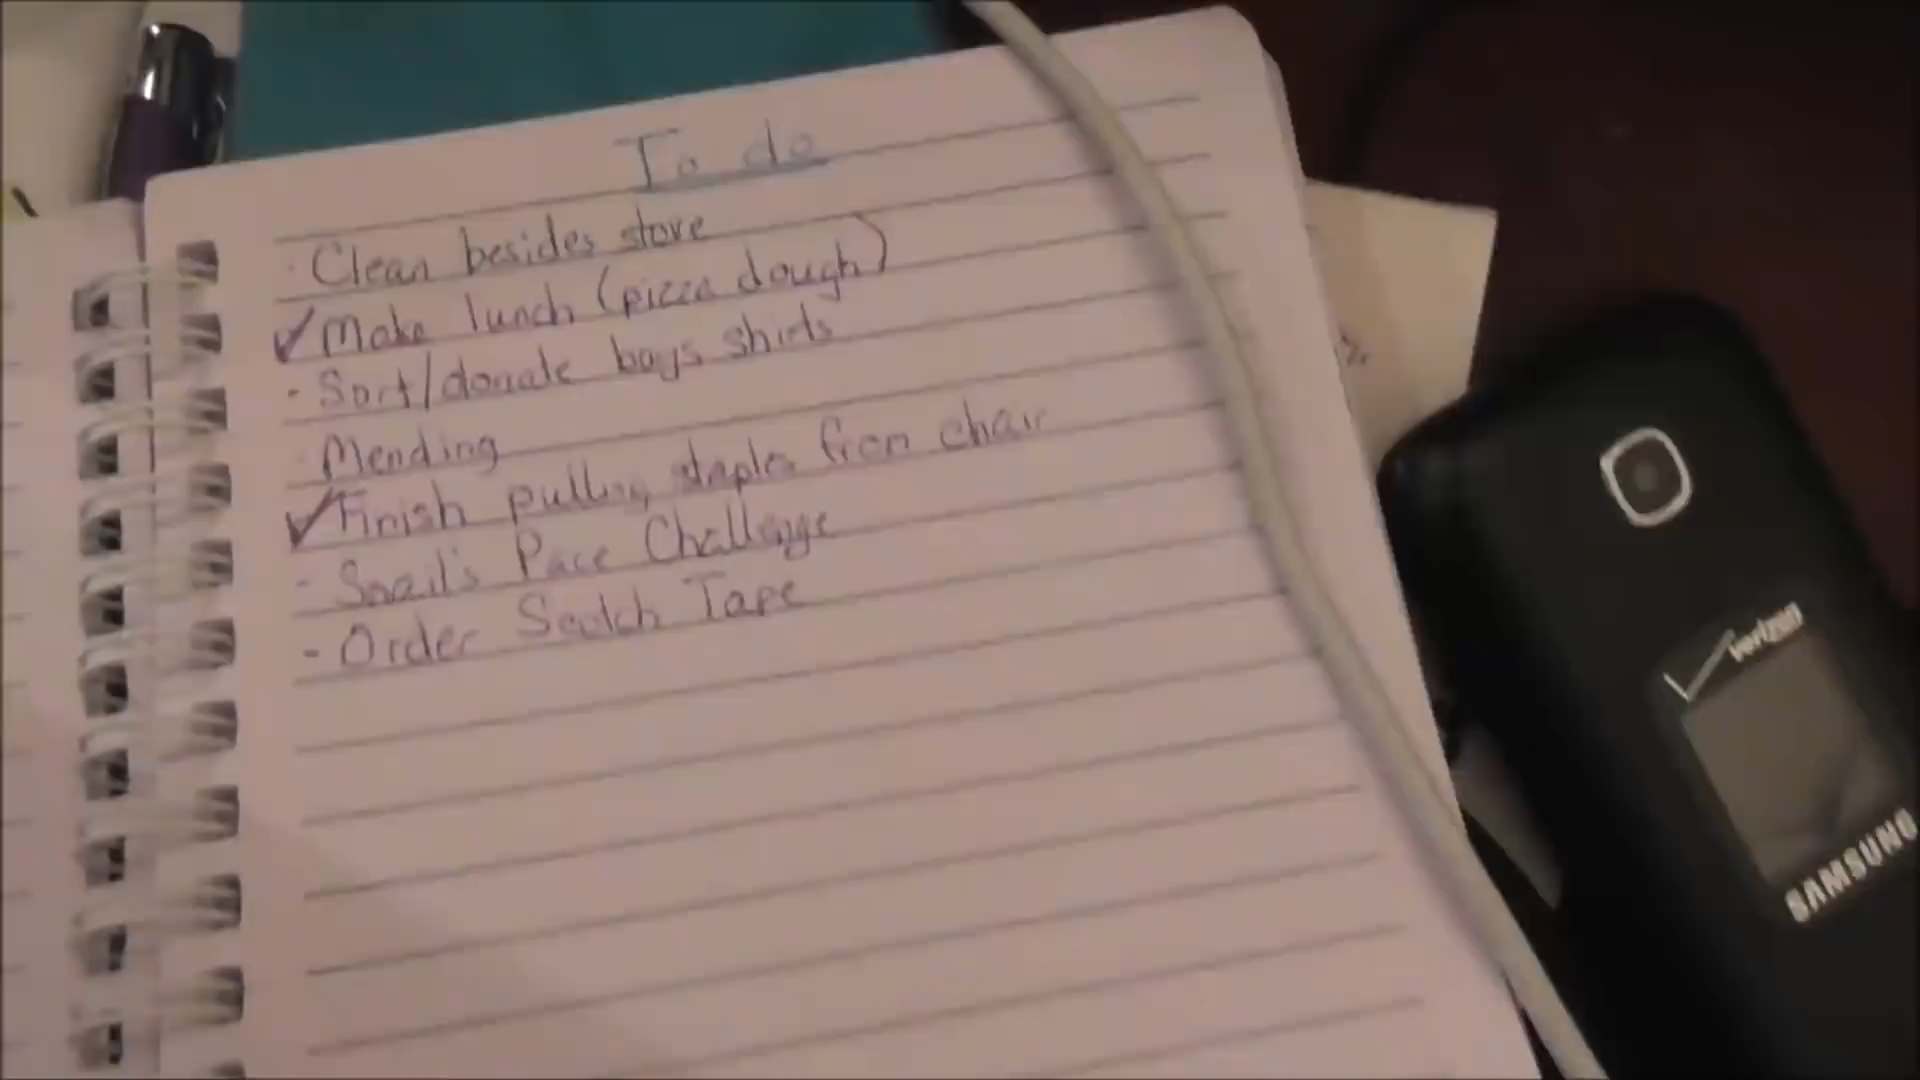 To do
· Clean besides stove
✓ Make lunch (pizza dough)
- Sort/donate boys shirts
· Mending
✓ Finish pulling staples from chair
- Snail's Pace Challenge
- Order Scotch Tape
verizon
SAMSUNG